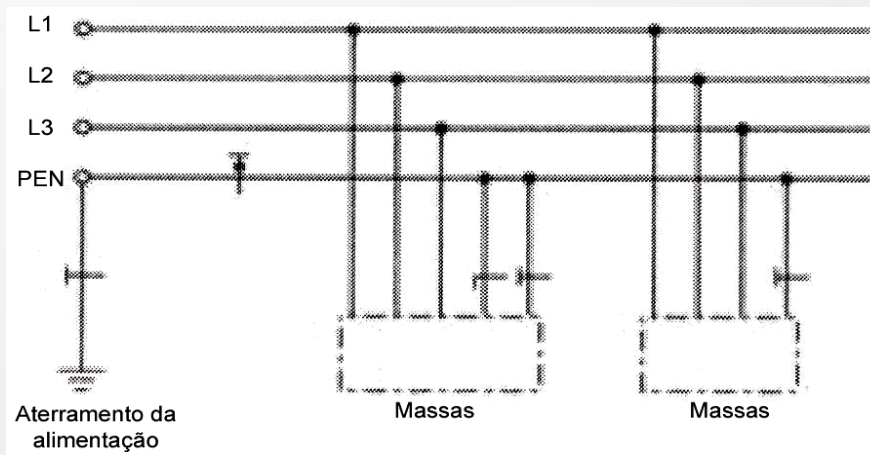 L1
L2
L3
PEN
Aterramento da
alimentação
Massas
Massas